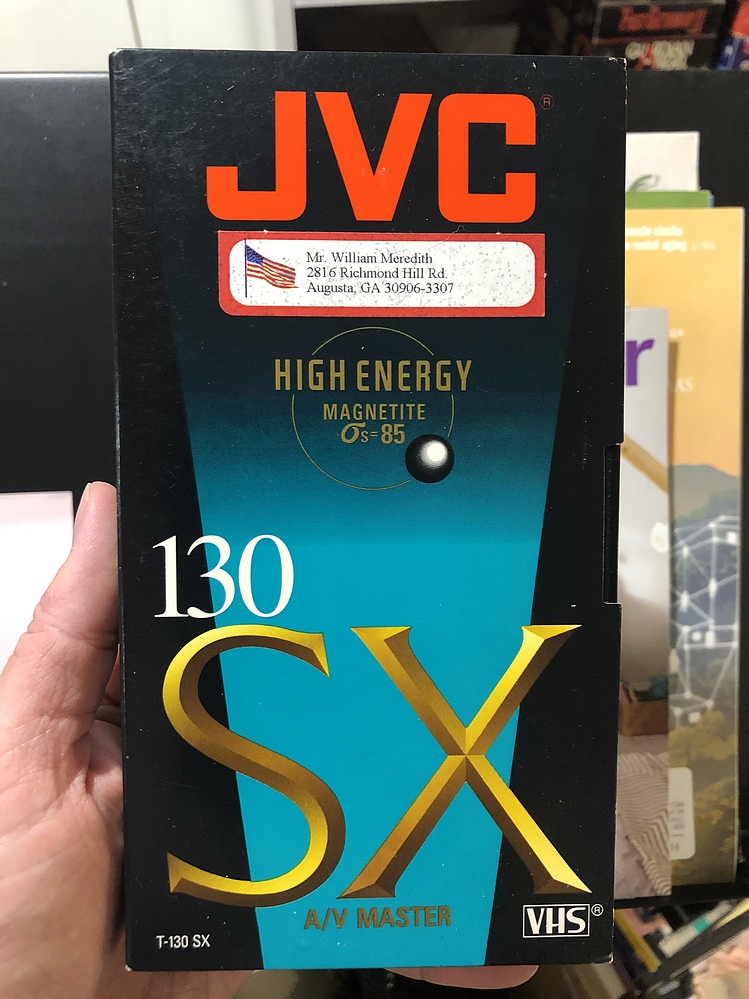 JVC®
Mr. William Meredith
2816 Richmond Hill Rd.
Augusta, GA 30906-3307
HIGH ENERGY
MAGNETITE
σs=85
130
SX
A/V MASTER
T-130 SX
VHS®
r
AS